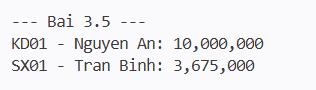 --- Bai 3.5 ---
KD01 - Nguyen An: 10,000,000
SX01 - Tran Binh: 3,675,000